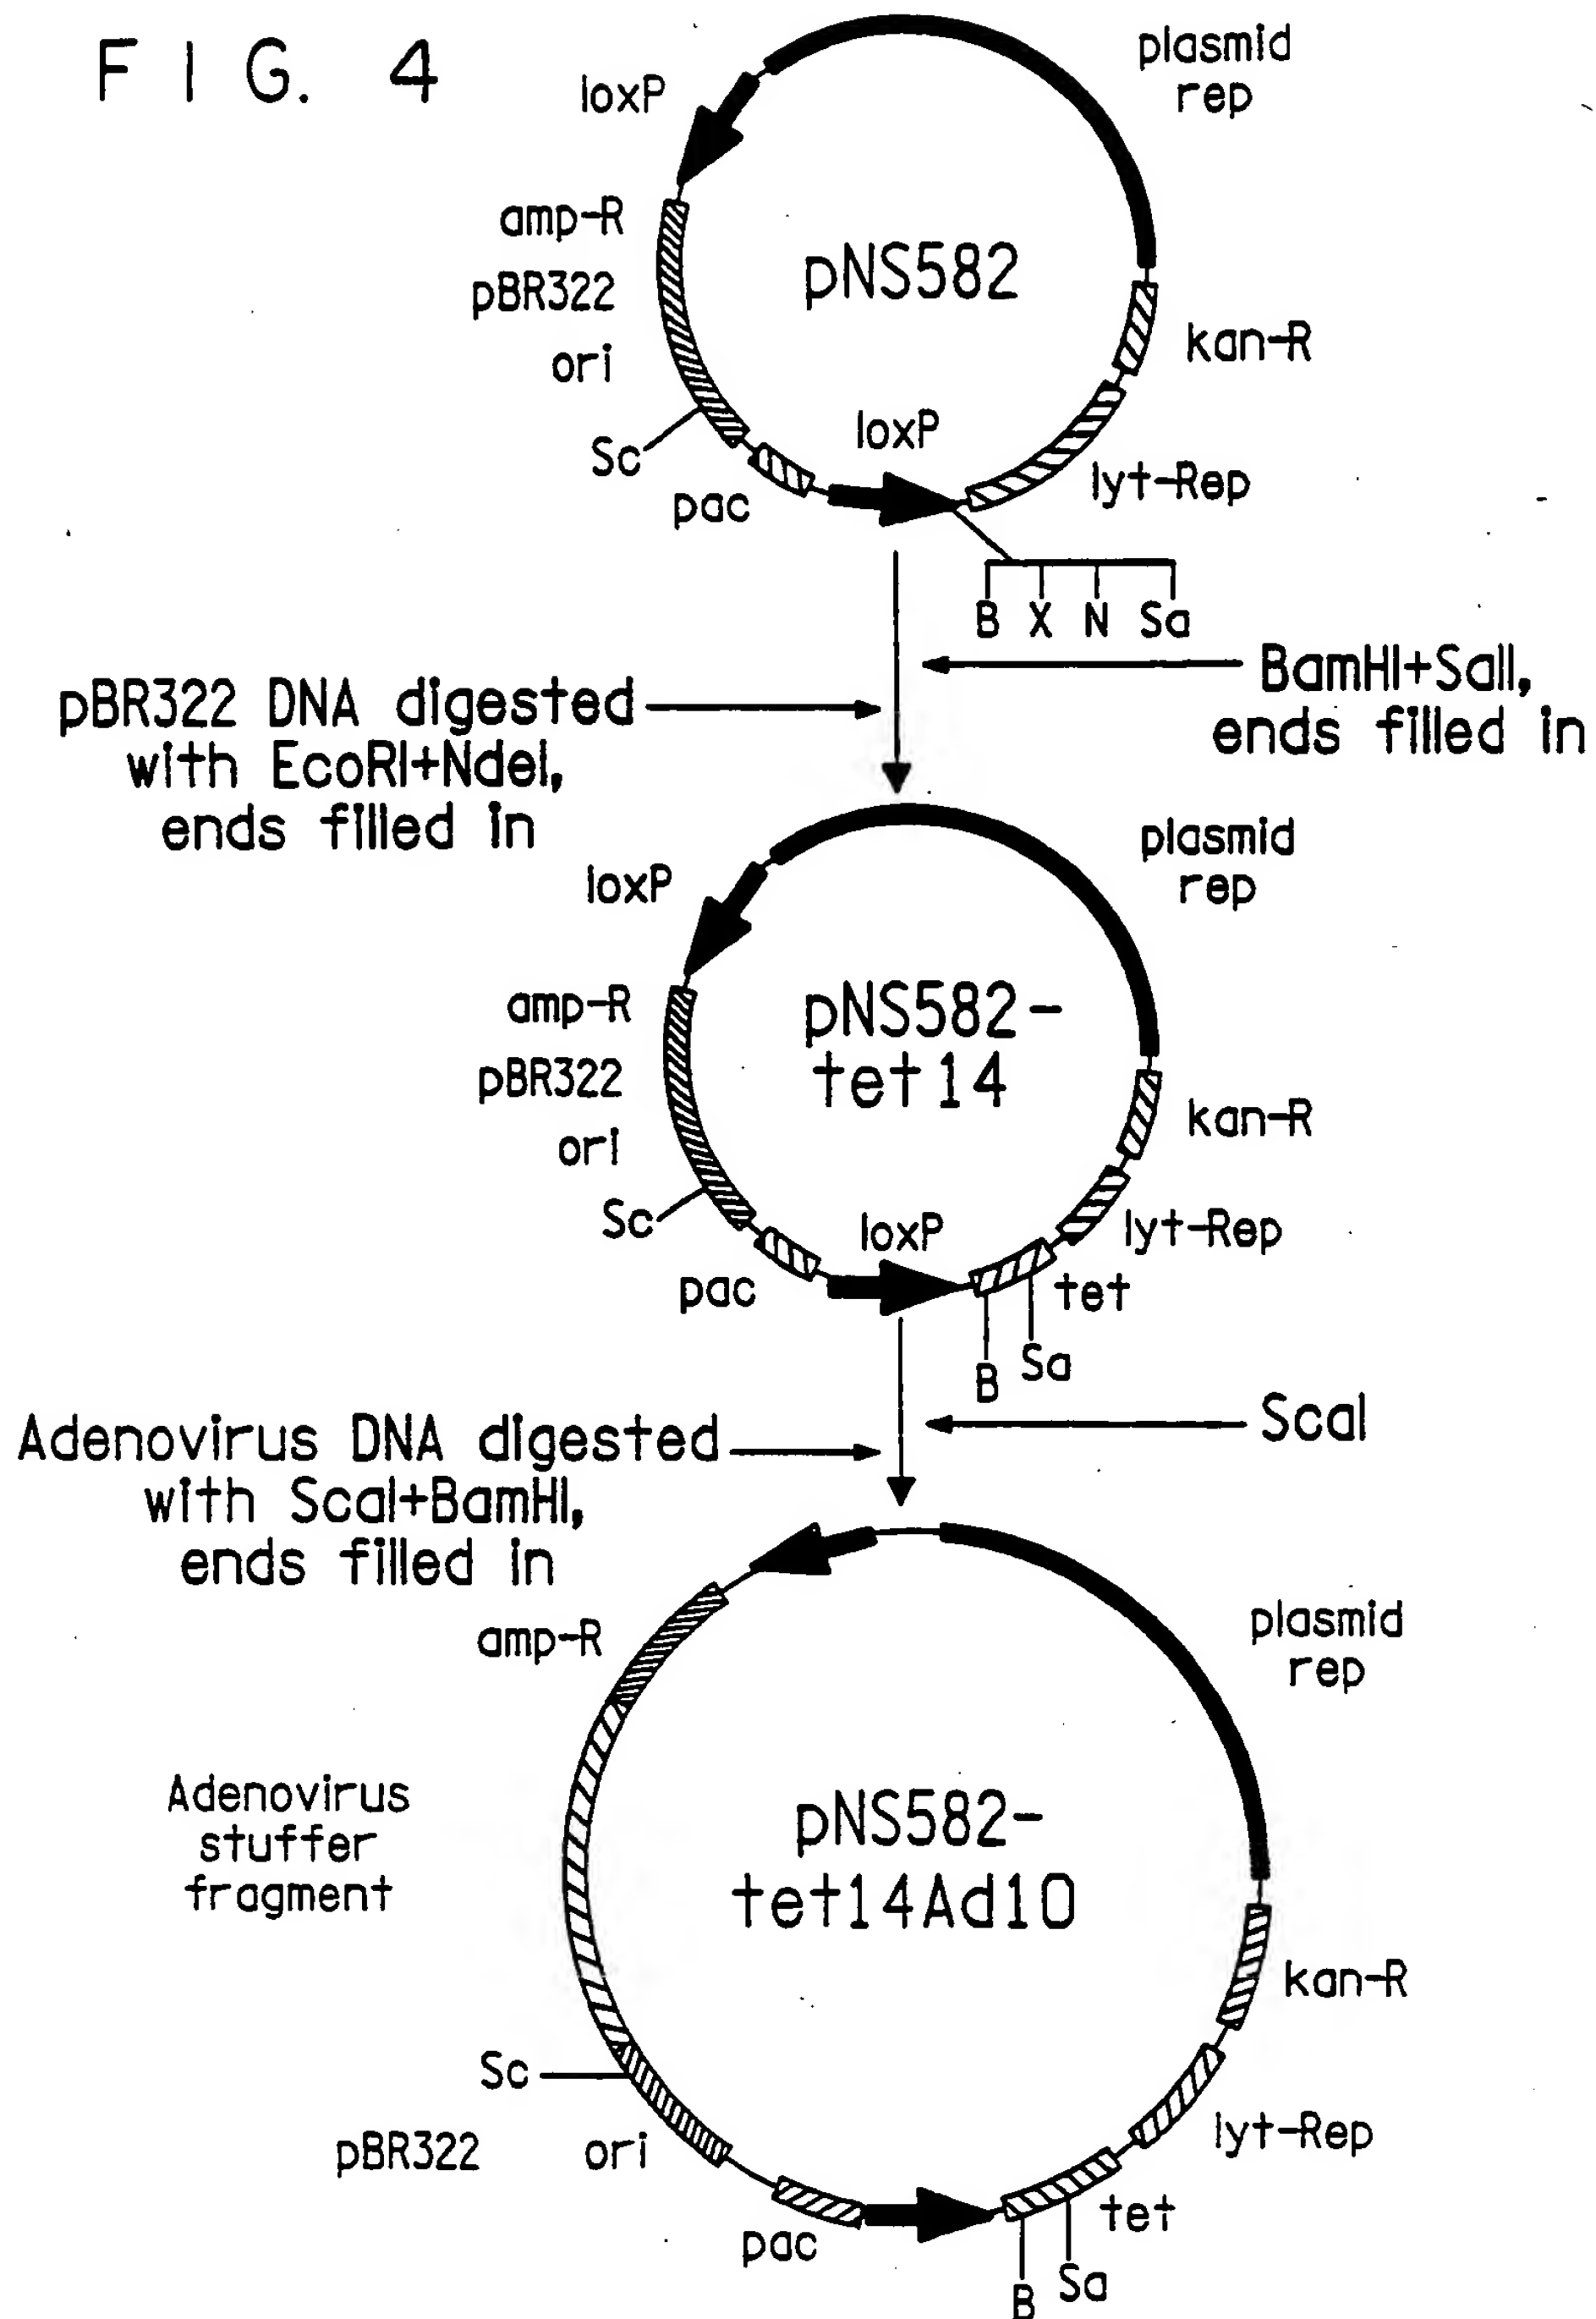 FIG. 4
plasmid
rep
loxP
amp-R
pBR322
ori
pNS582
kan-R
Sc
loxP
pac
lyt-Rep
B X N Sa
pBR322 DNA digested
with EcoRI+NdeI,
ends filled in
BamHI+SalI,
ends filled in
plasmid
rep
loxP
amp-R
pBR322
ori
pNS582-
tet14
kan-R
Sc
loxP
pac
lyt-Rep
tet
B Sa
Adenovirus DNA digested
with ScaI+BamHI,
ends filled in
ScaI
amp-R
plasmid
rep
Adenovirus
stuffer
fragment
pNS582-
tet14Ad10
kan-R
Sc
pBR322 ori
lyt-Rep
pac
tet
B Sa